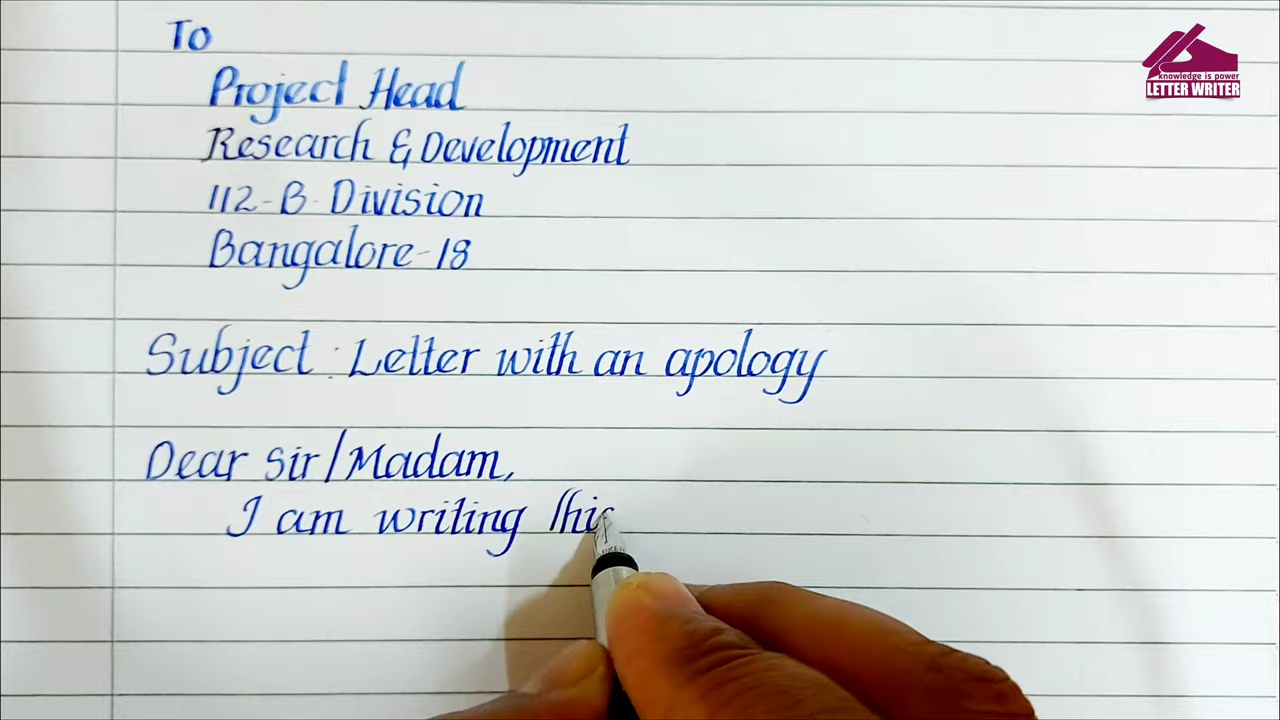 To
Project Head
Research & Development
112-B-Division
Bangalore-18
Subject : Letter with an apology
Dear Sir/Madam,
I am writing this
knowledge is power
LETTER WRITER